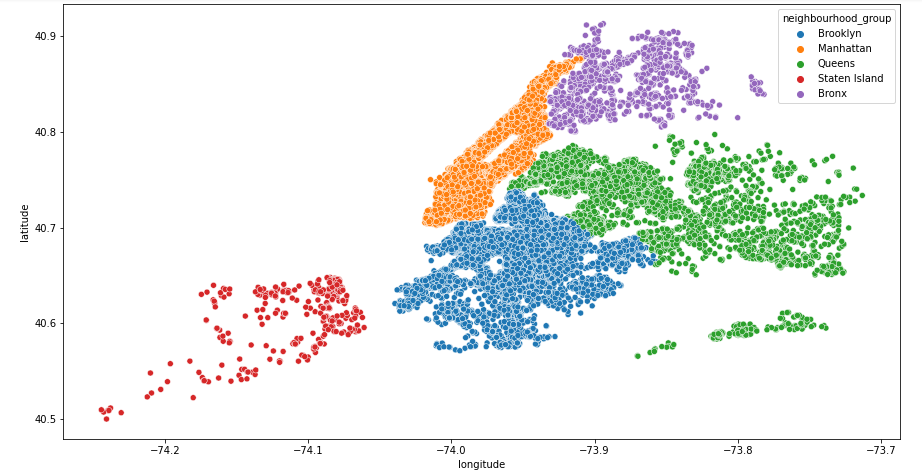 neighbourhood_group
Brooklyn
Manhattan
Queens
Staten Island
Bronx
latitude
40.9
40.8
40.7
40.6
40.5
−74.2
−74.1
−74.0
−73.9
−73.8
−73.7
longitude